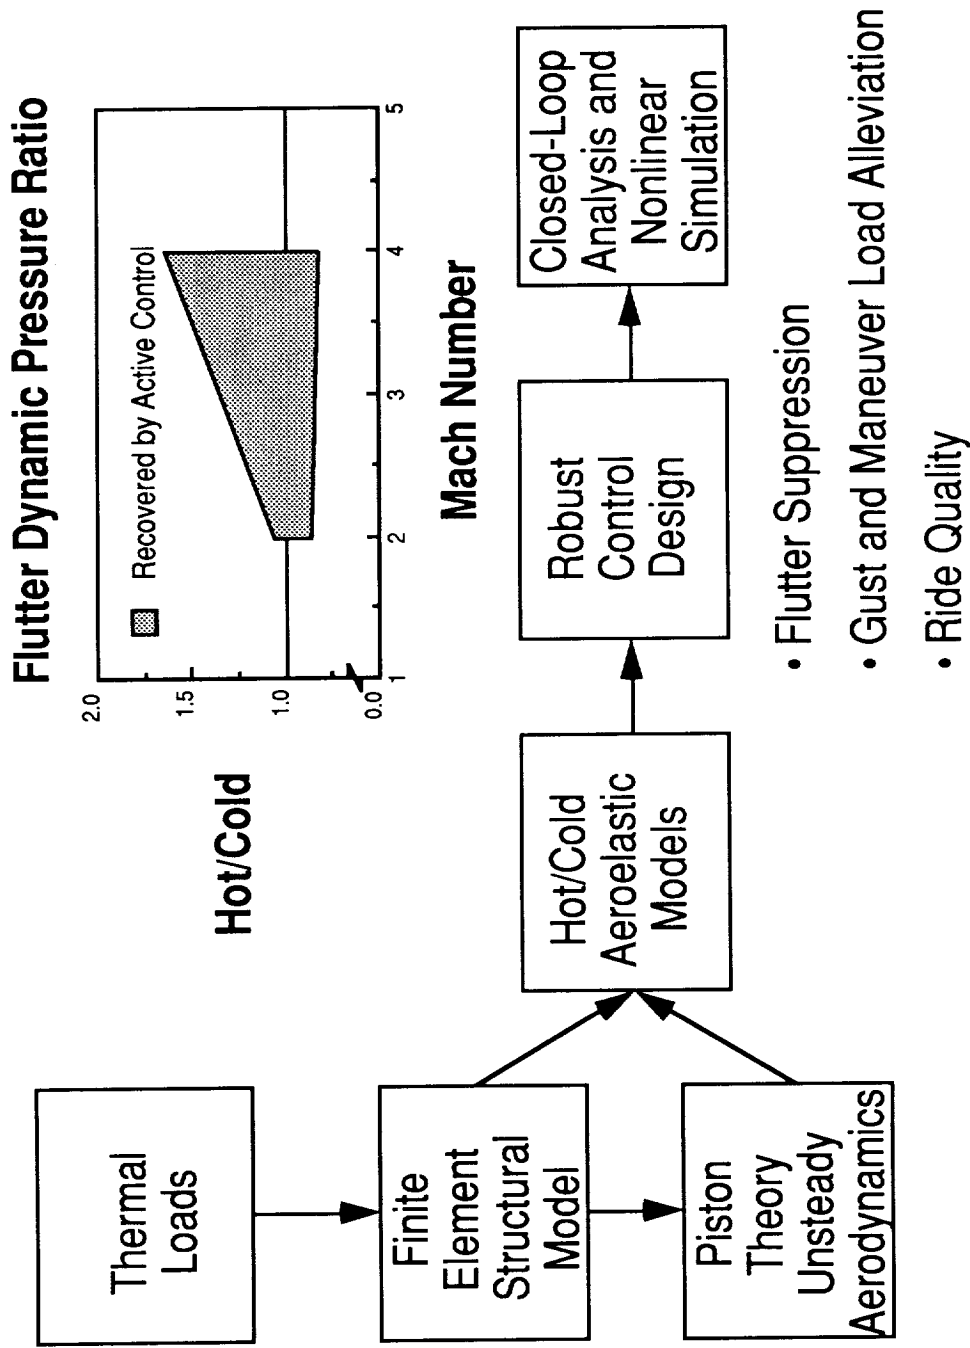 Flutter Dynamic Pressure Ratio
Hot/Cold
2.0
1.5
1.0
0.0
Recovered by Active Control
1
2
3
4
5
Mach Number
Thermal
Loads
Finite
Element
Structural
Model
Piston
Theory
Unsteady
Aerodynamics
Hot/Cold
Aeroelastic
Models
Robust
Control
Design
Closed-Loop
Analysis and
Nonlinear
Simulation
• Flutter Suppression
• Gust and Maneuver Load Alleviation
• Ride Quality